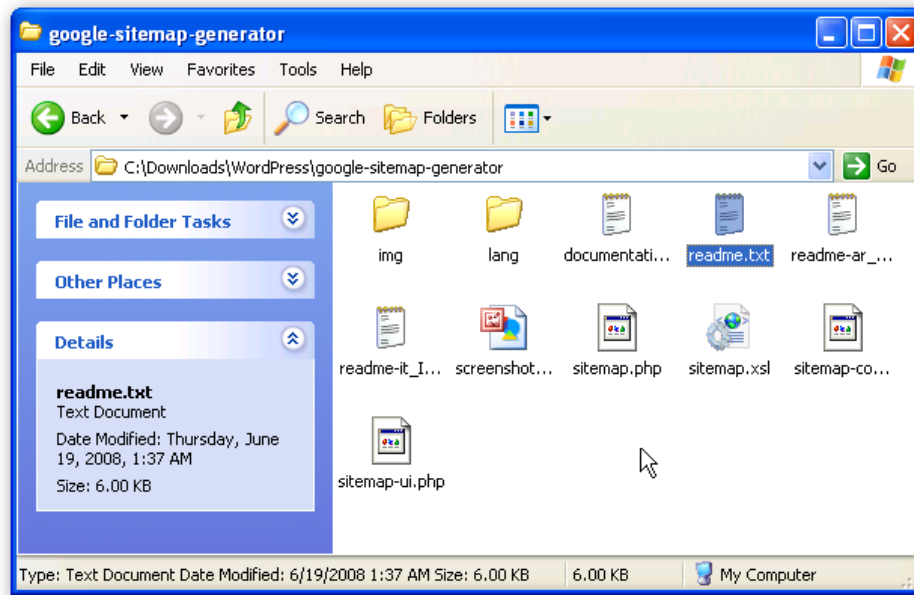 google-sitemap-generator
File Edit View Favorites Tools Help
Back Search Folders
Address C:\Downloads\WordPress\google-sitemap-generator Go
File and Folder Tasks
Other Places
Details
readme.txt
Text Document
Date Modified: Thursday, June
19, 2008, 1:37 AM
Size: 6.00 KB
img lang documentati... readme.txt readme-ar_...
readme-it_I... screenshot... sitemap.php sitemap.xsl sitemap-co...
sitemap-ui.php
Type: Text Document Date Modified: 6/19/2008 1:37 AM Size: 6.00 KB 6.00 KB My Computer